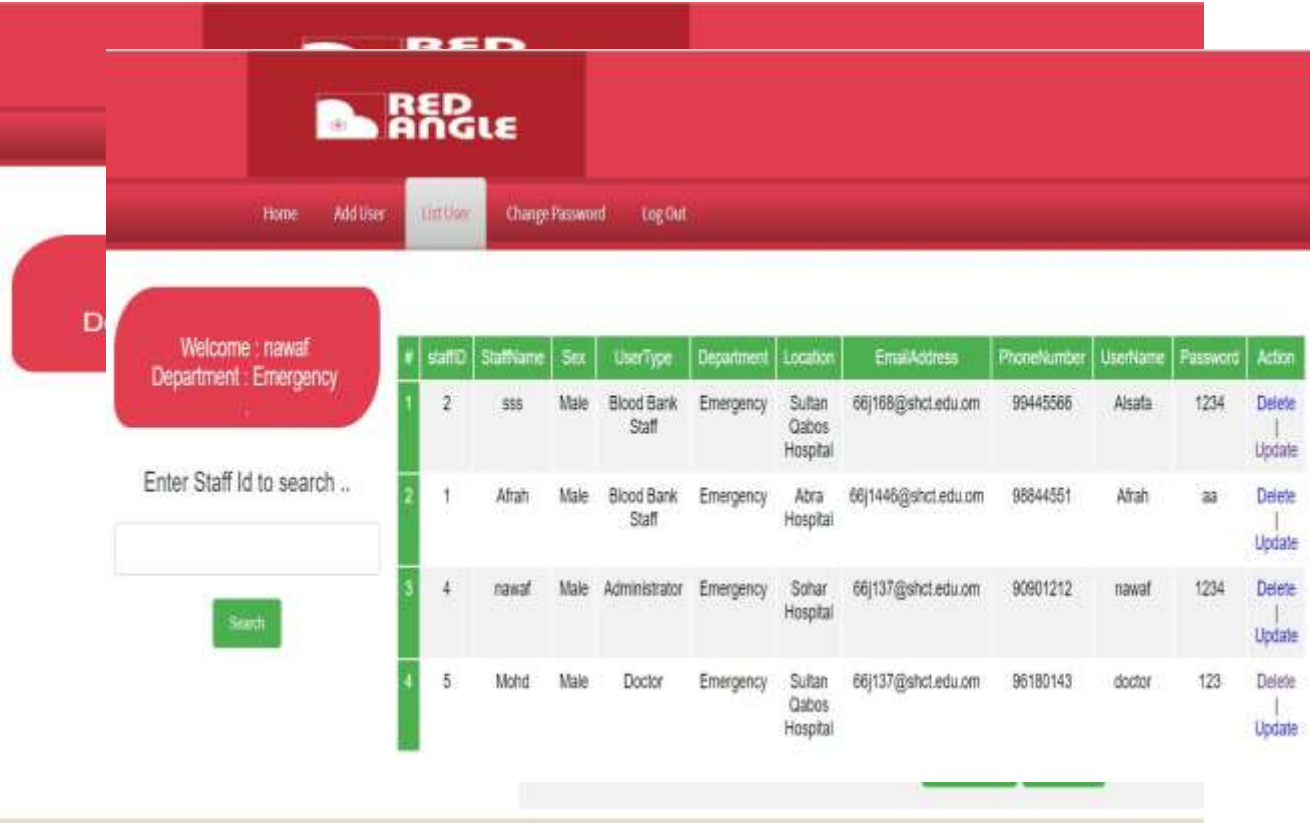 RED
RED
ANGLE
Home Add User List User Change Password Log Out
D
Welcome : nawaf
Department : Emergency
.
Enter Staff Id to search ..
Search
# staffID StaffName Sex UserType Department Location EmailAddress PhoneNumber UserName Password Action
1 2 sss Male Blood Bank Staff Emergency Sultan Qabos Hospital 66j168@shct.edu.om 99445566 Alsafa 1234 Delete | Update
2 1 Afrah Male Blood Bank Staff Emergency Abra Hospital 66j1446@shct.edu.om 98844551 Afrah aa Delete | Update
3 4 nawaf Male Administrator Emergency Sohar Hospital 66j137@shct.edu.om 90901212 nawaf 1234 Delete | Update
4 5 Mohd Male Doctor Emergency Sultan Qabos Hospital 66j137@shct.edu.om 96180143 doctor 123 Delete | Update